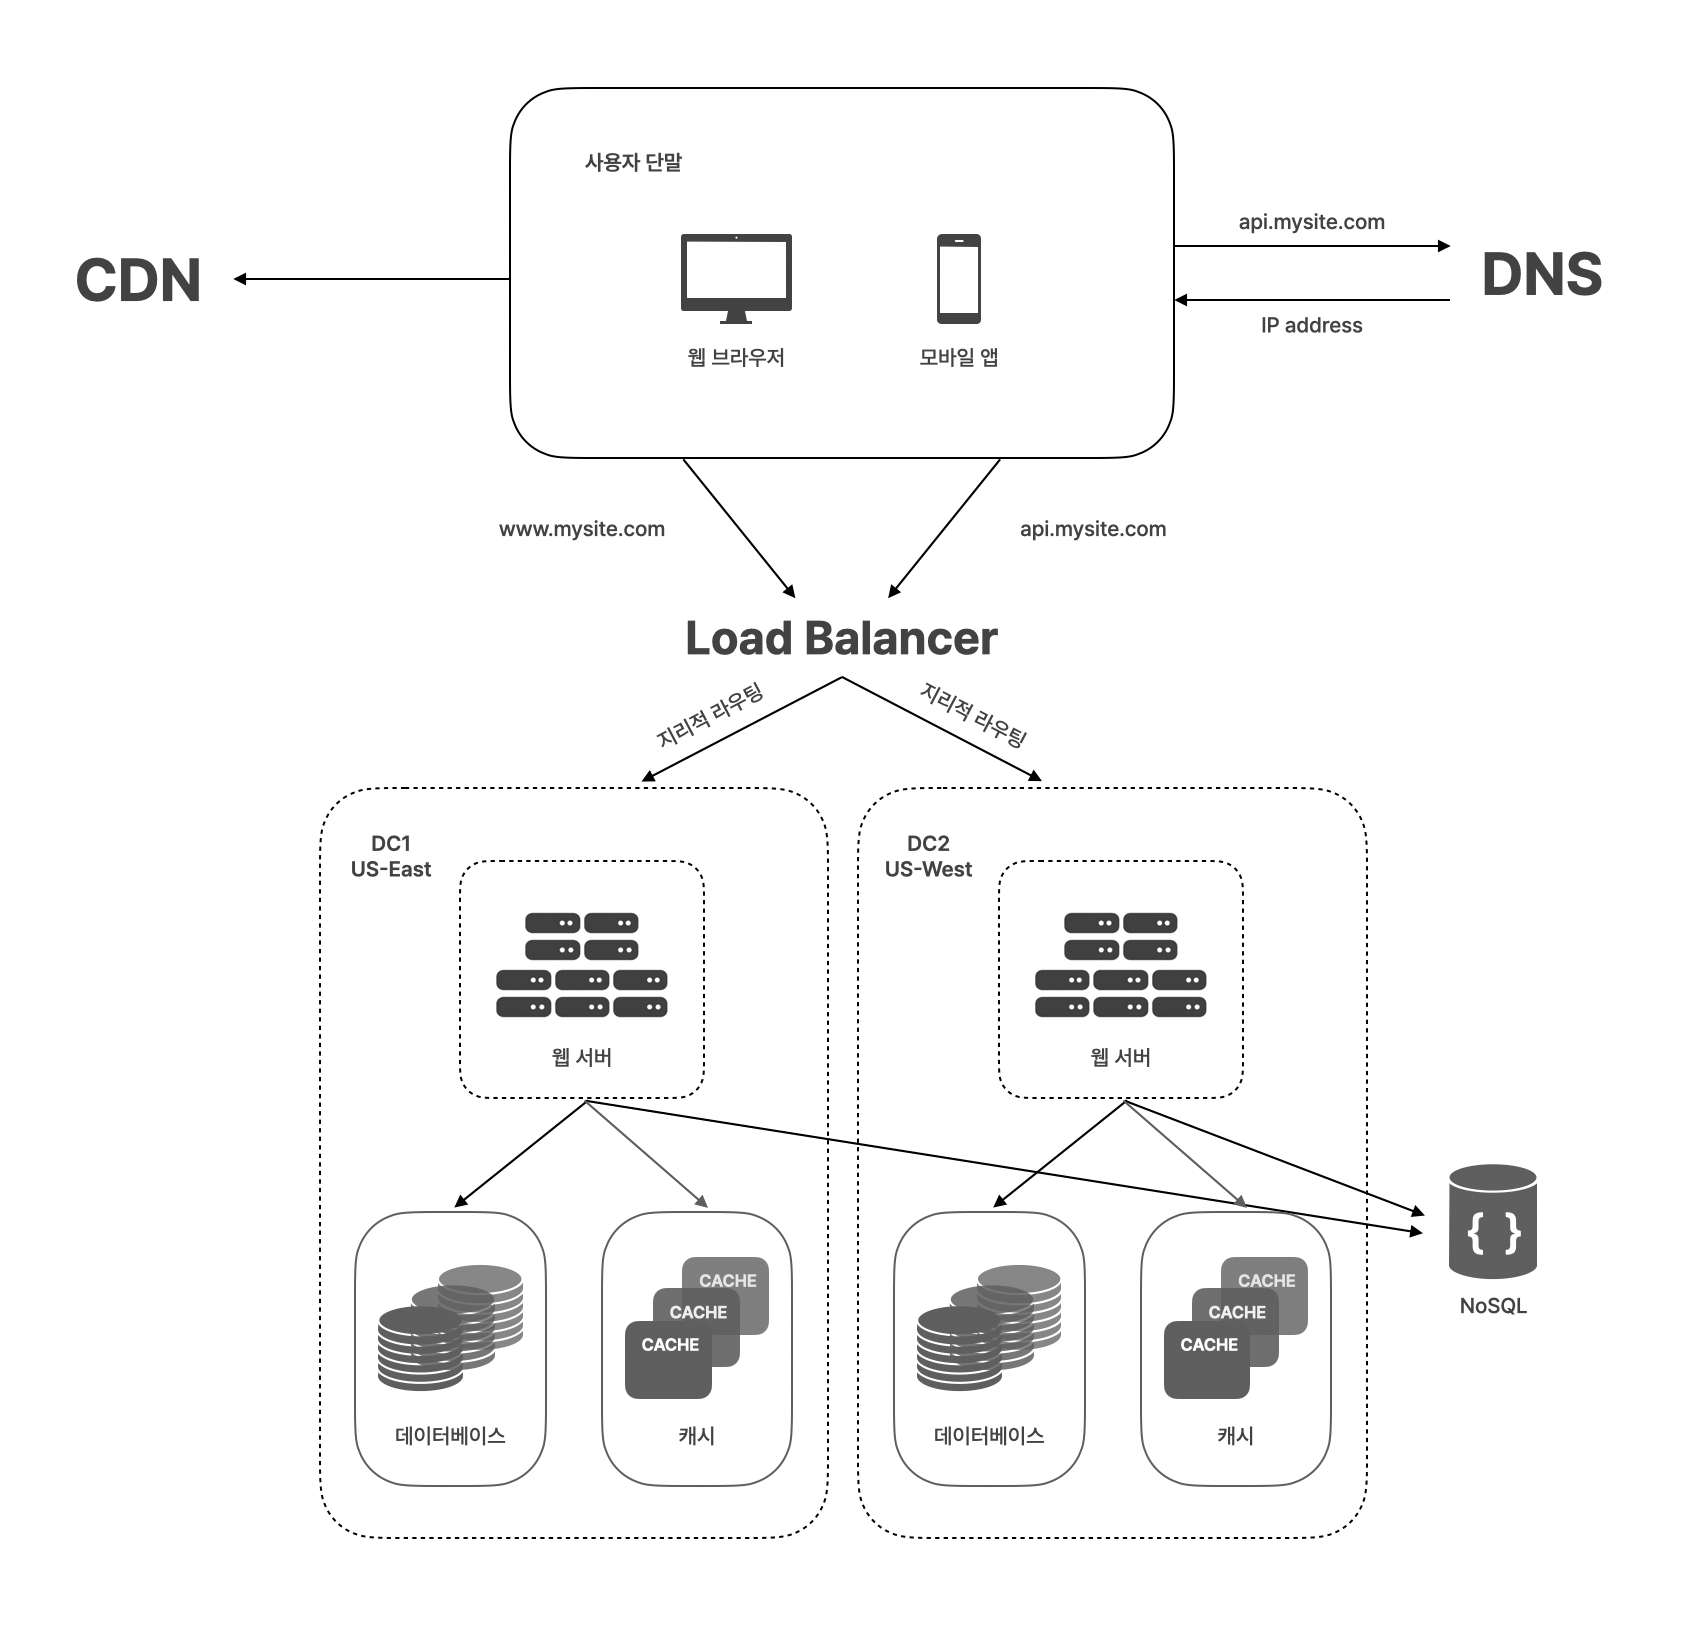 사용자 단말
웹 브라우저
모바일 앱
CDN
api.mysite.com
DNS
IP address
www.mysite.com
api.mysite.com
Load Balancer
지리적 라우팅
지리적 라우팅
DC1
US-East
웹 서버
CACHE
CACHE
CACHE
데이터베이스
캐시
DC2
US-West
웹 서버
CACHE
CACHE
CACHE
데이터베이스
캐시
{ }
NoSQL